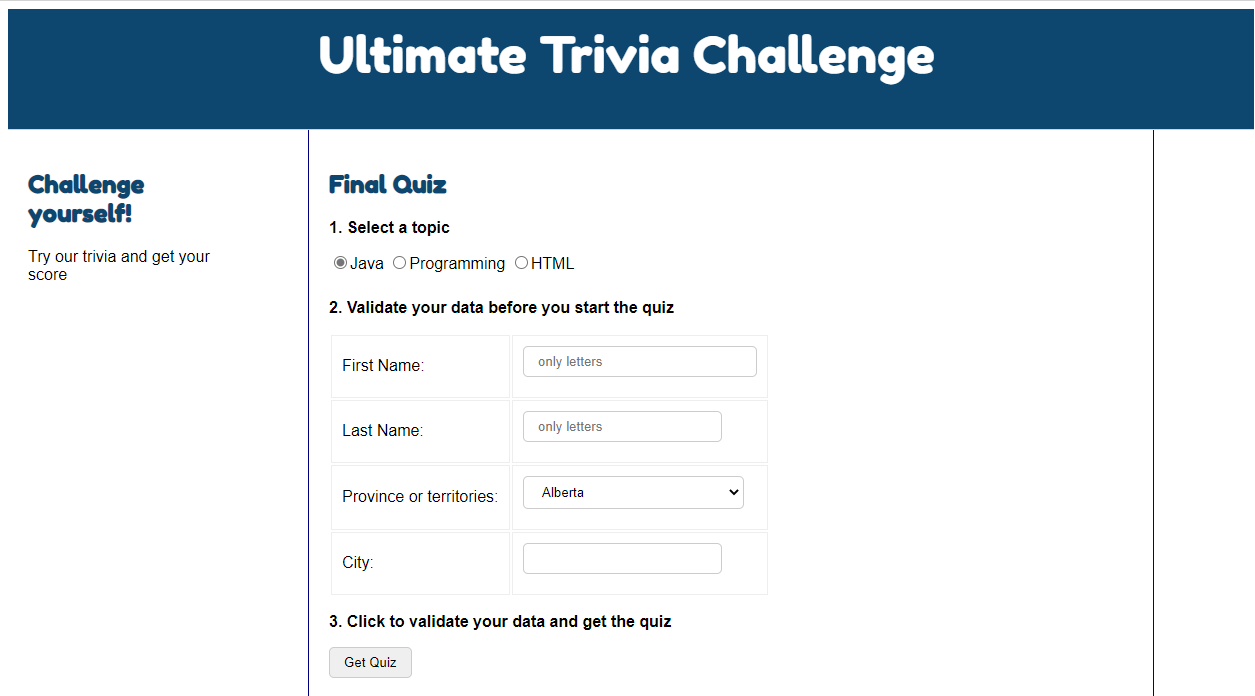 Ultimate Trivia Challenge
Challenge
yourself!
Try our trivia and get your
score
Final Quiz
1. Select a topic
Java Programming HTML
2. Validate your data before you start the quiz
First Name: only letters
Last Name: only letters
Province or territories: Alberta
City:
3. Click to validate your data and get the quiz
Get Quiz